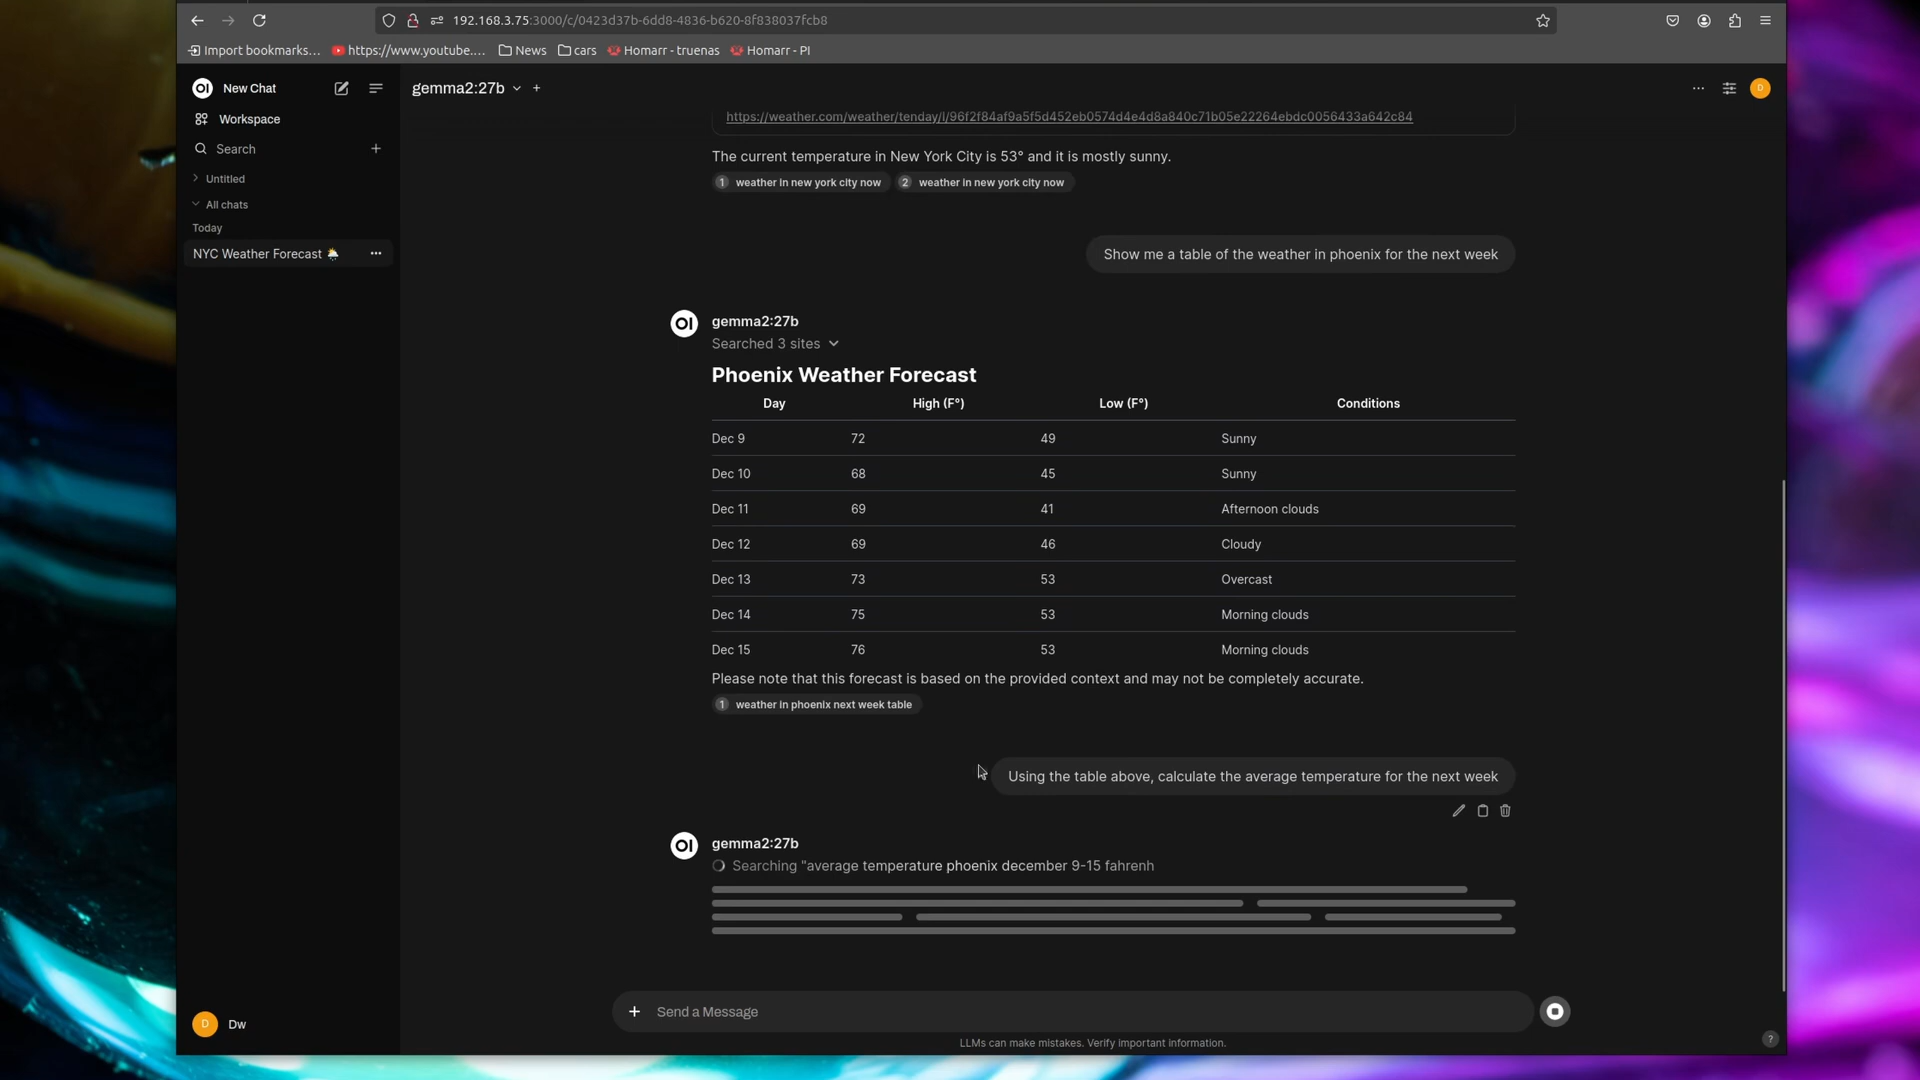 192.168.3.75:3000/c/0423d37b-6dd8-4836-b620-8f838037fcb8
Import bookmarks... https://www.youtube.... News cars Homarr - truenas Homarr - PI
OI New Chat
Workspace
Search
Untitled
All chats
Today
NYC Weather Forecast
D Dw
gemma2:27b
D
https://weather.com/weather/tenday/l/96f2f84af9a5f5d452eb0574d4e4d8a840c71b05e22264ebdc0056433a642c84
The current temperature in New York City is 53° and it is mostly sunny.
1 weather in new york city now 2 weather in new york city now
Show me a table of the weather in phoenix for the next week
OI gemma2:27b
Searched 3 sites
Phoenix Weather Forecast
Day High (F°) Low (F°) Conditions
Dec 9 72 49 Sunny
Dec 10 68 45 Sunny
Dec 11 69 41 Afternoon clouds
Dec 12 69 46 Cloudy
Dec 13 73 53 Overcast
Dec 14 75 53 Morning clouds
Dec 15 76 53 Morning clouds
Please note that this forecast is based on the provided context and may not be completely accurate.
1 weather in phoenix next week table
Using the table above, calculate the average temperature for the next week
OI gemma2:27b
Searching "average temperature phoenix december 9-15 fahrenh
Send a Message
LLMs can make mistakes. Verify important information.
?